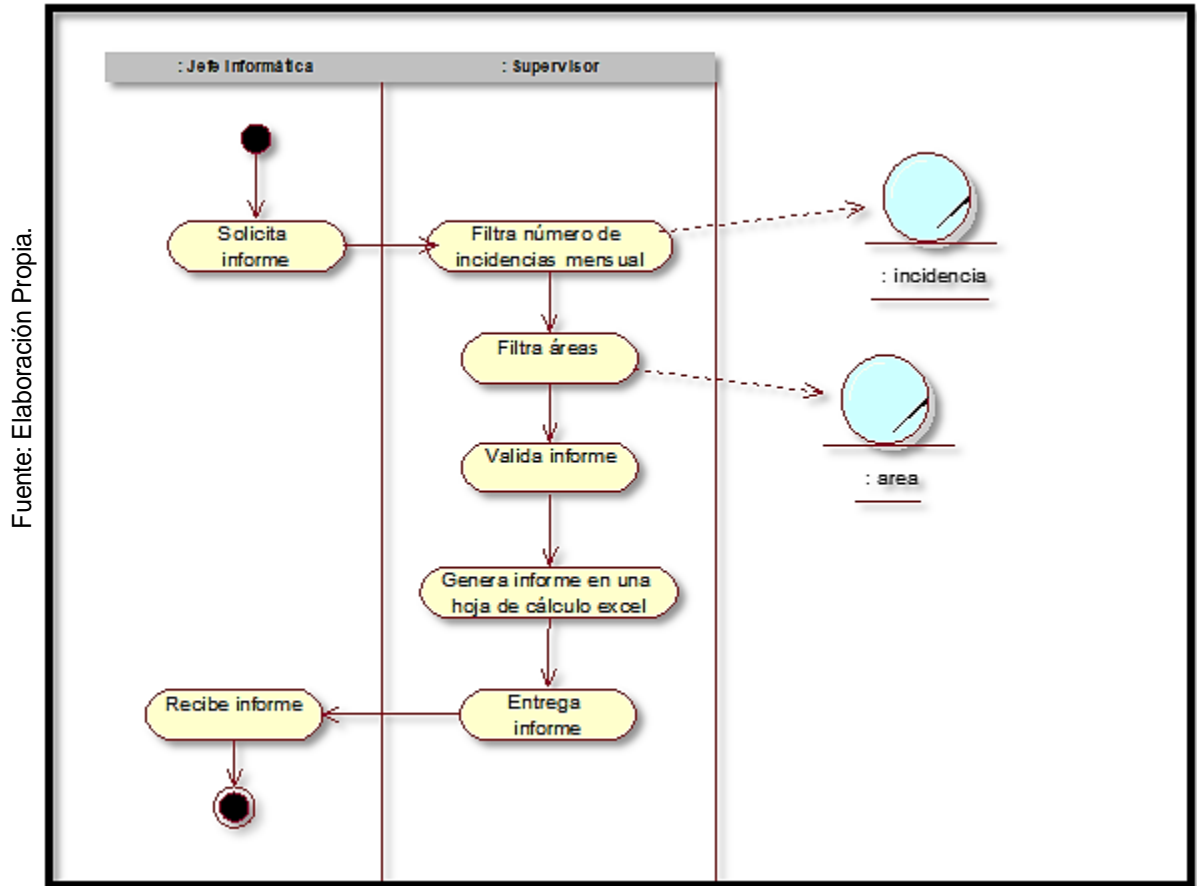 Fuente: Elaboración Propia.
: Jefe Informática
: Supervisor
Solicita
informe
Filtra número de
incidencias mensual
: incidencia
Filtra áreas
: area
Valida informe
Genera informe en una
hoja de cálculo excel
Recibe informe
Entrega
informe